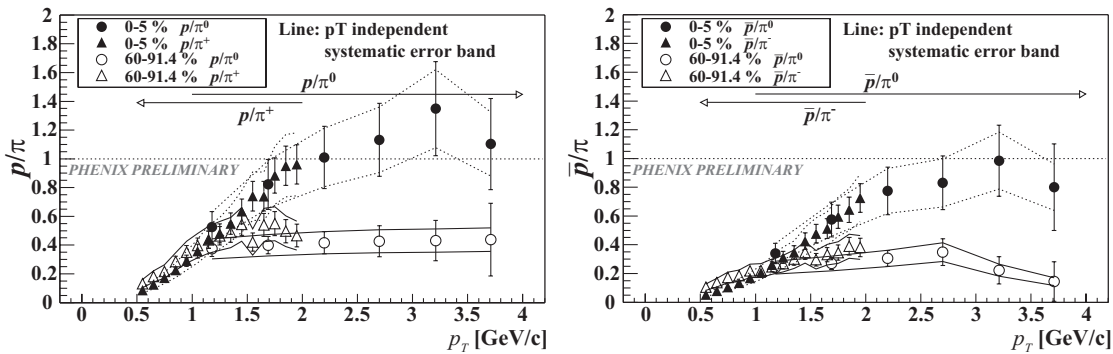 p/π
2
1.8
1.6
1.4
1.2
1
0.8
0.6
0.4
0.2
0
0-5 % p/π⁰
0-5 % p/π⁺
60-91.4 % p/π⁰
60-91.4 % p/π⁺
Line: pT independent
systematic error band
p/π⁰
p/π⁺
PHENIX PRELIMINARY
0 0.5 1 1.5 2 2.5 3 3.5 4
p_T [GeV/c]
p̅/π
2
1.8
1.6
1.4
1.2
1
0.8
0.6
0.4
0.2
0
0-5 % p̅/π⁰
0-5 % p̅/π⁻
60-91.4 % p̅/π⁰
60-91.4 % p̅/π⁻
Line: pT independent
systematic error band
p̅/π⁰
p̅/π⁻
PHENIX PRELIMINARY
0 0.5 1 1.5 2 2.5 3 3.5 4
p_T [GeV/c]